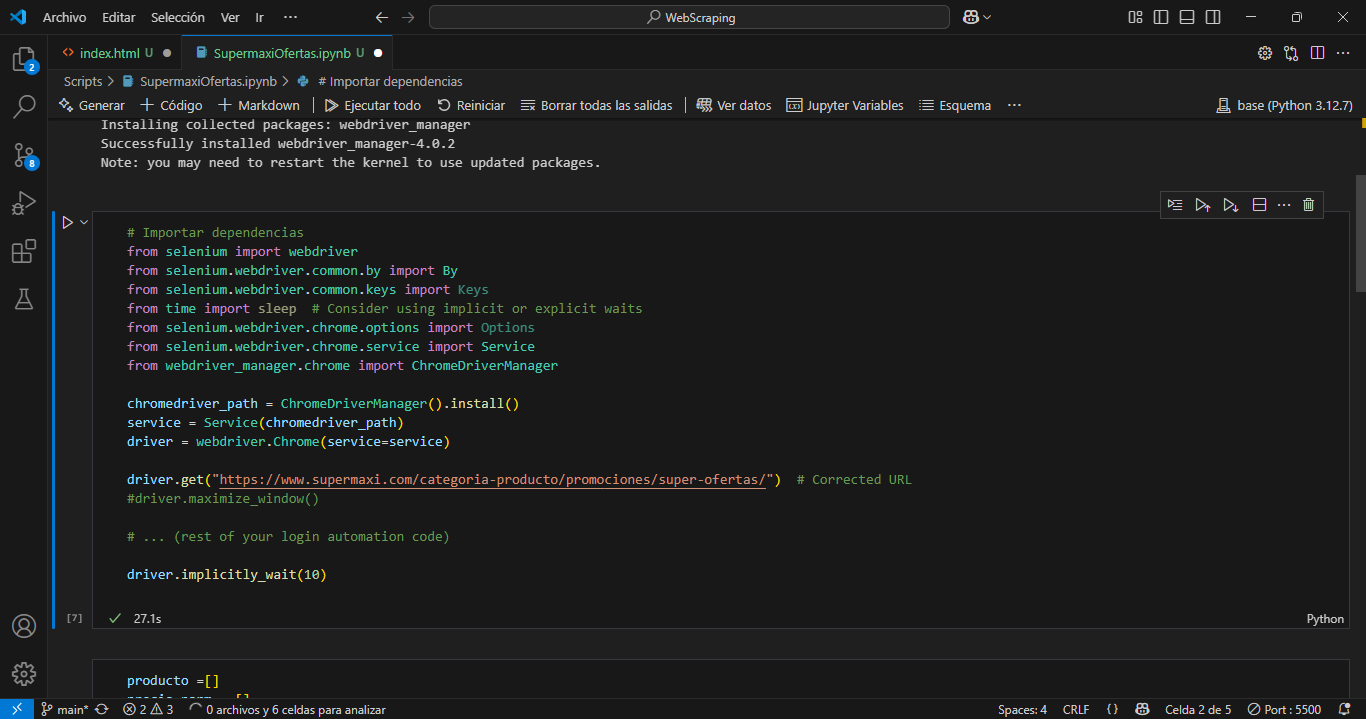 Archivo Editar Selección Ver Ir ··· WebScraping
index.html U SupermaxiOfertas.ipynb U
Scripts > SupermaxiOfertas.ipynb > # Importar dependencias
Generar + Código + Markdown Ejecutar todo Reiniciar Borrar todas las salidas Ver datos Jupyter Variables Esquema ··· base (Python 3.12.7)
Installing collected packages: webdriver_manager
Successfully installed webdriver_manager-4.0.2
Note: you may need to restart the kernel to use updated packages.
# Importar dependencias
from selenium import webdriver
from selenium.webdriver.common.by import By
from selenium.webdriver.common.keys import Keys
from time import sleep  # Consider using implicit or explicit waits
from selenium.webdriver.chrome.options import Options
from selenium.webdriver.chrome.service import Service
from webdriver_manager.chrome import ChromeDriverManager
chromedriver_path = ChromeDriverManager().install()
service = Service(chromedriver_path)
driver = webdriver.Chrome(service=service)
driver.get("https://www.supermaxi.com/categoria-producto/promociones/super-ofertas/")  # Corrected URL
#driver.maximize_window()
# ... (rest of your login automation code)
driver.implicitly_wait(10)
[7] 27.1s Python
producto =[]
2
8
main* 2 3 0 archivos y 6 celdas para analizar Spaces: 4 CRLF {} Celda 2 de 5 Port : 5500